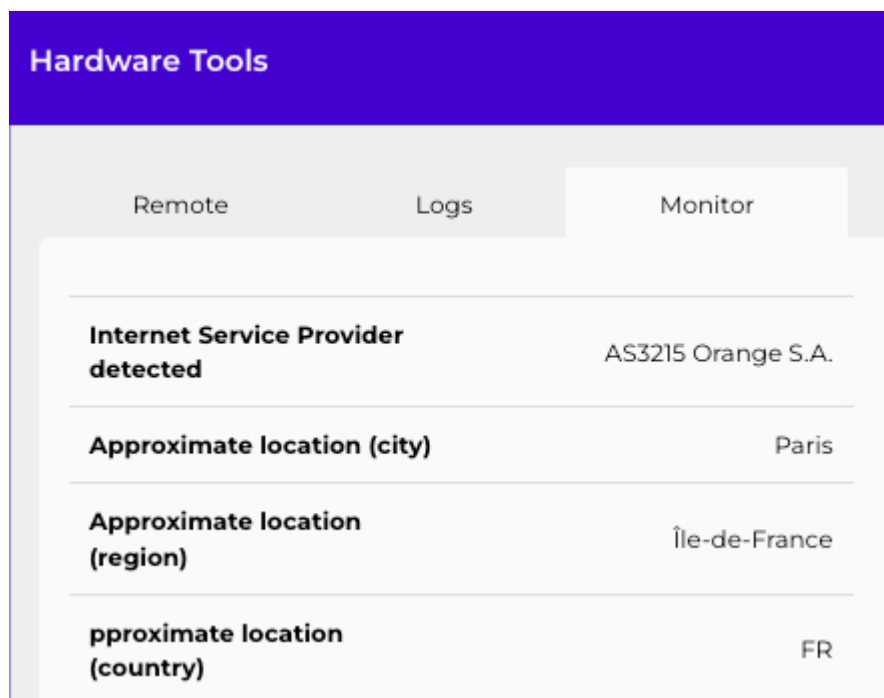 Hardware Tools
Remote Logs Monitor
Internet Service Provider
detected
AS3215 Orange S.A.
Approximate location (city) Paris
Approximate location
(region)
Île-de-France
pproximate location
(country)
FR